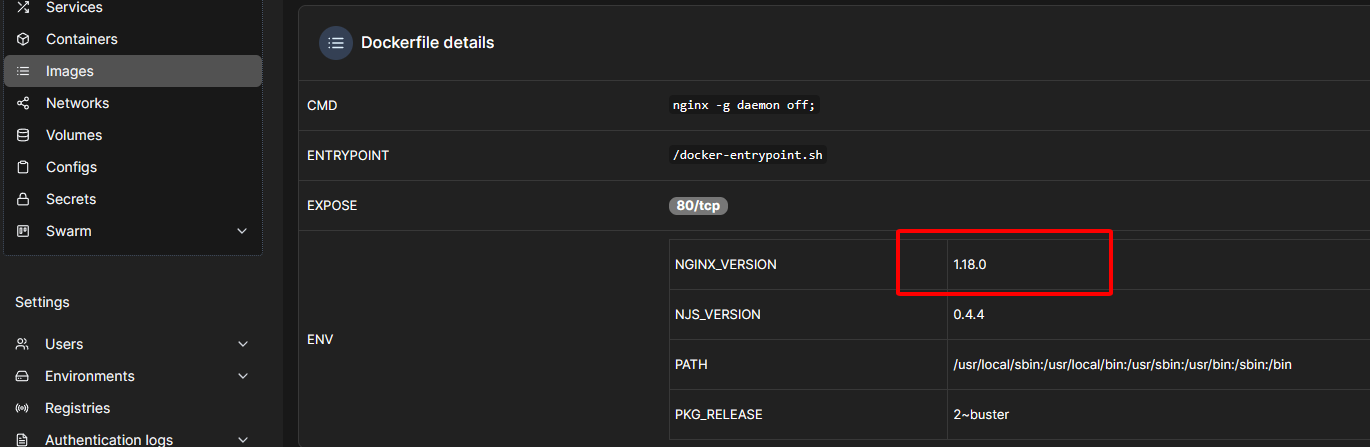 Services
Containers
Images
Networks
Volumes
Configs
Secrets
Swarm
Settings
Users
Environments
Registries
Authentication logs
Dockerfile details
CMD nginx -g daemon off;
ENTRYPOINT /docker-entrypoint.sh
EXPOSE 80/tcp
ENV
NGINX_VERSION 1.18.0
NJS_VERSION 0.4.4
PATH /usr/local/sbin:/usr/local/bin:/usr/sbin:/usr/bin:/sbin:/bin
PKG_RELEASE 2~buster